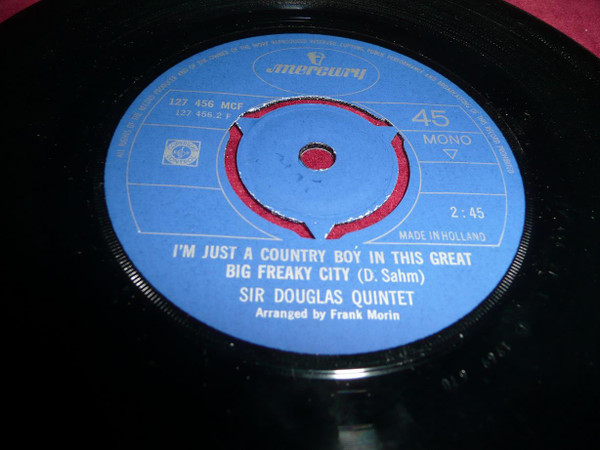 mercury
127 456 MCF
127 456.2 F
45
MONO
2:45
MADE IN HOLLAND
I'M JUST A COUNTRY BOY IN THIS GREAT
BIG FREAKY CITY (D. Sahm)
SIR DOUGLAS QUINTET
Arranged by Frank Morin